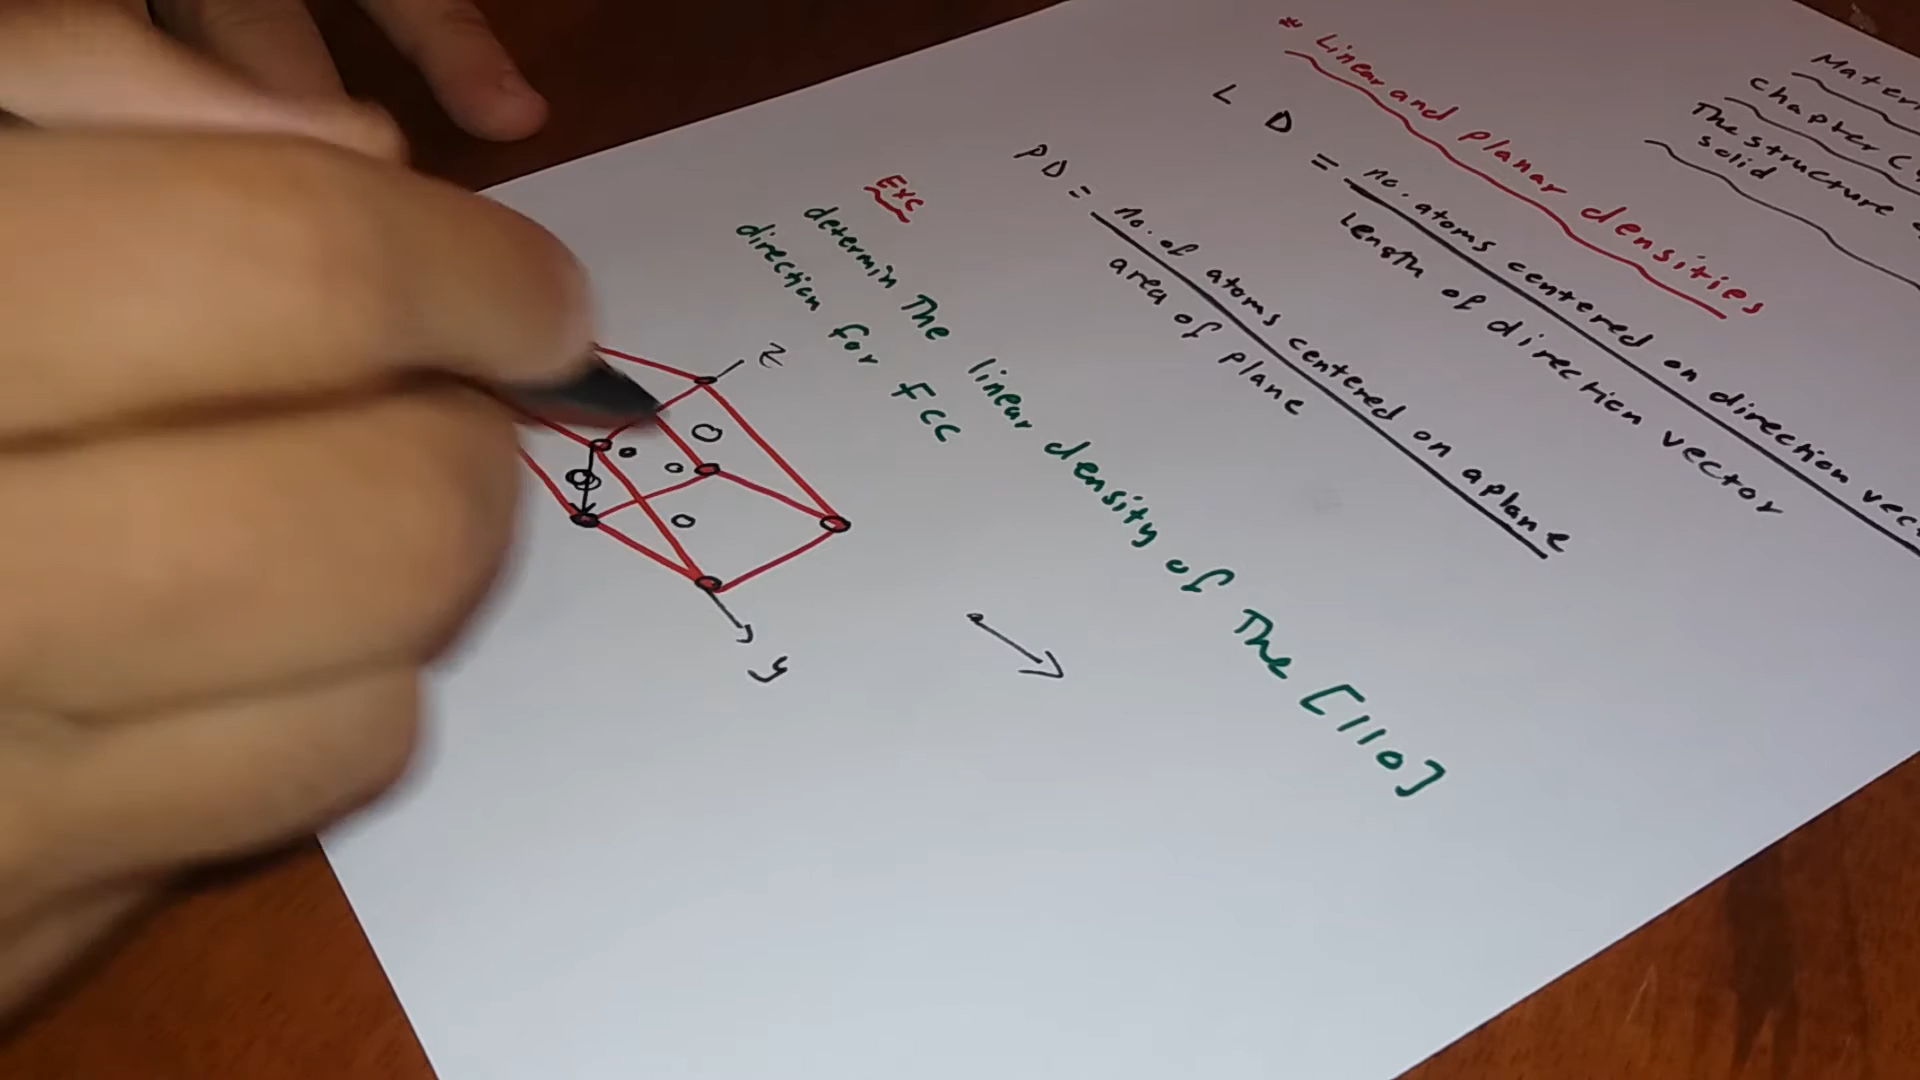 Chapter
The structure
solid
* Linear and planar densities
L D = no. atoms centered on direction
Length of direction vector
PD = no. of atoms centered on a plane
area of plane
Exc
determin The linear density of The [110]
direction for FCC
z
y